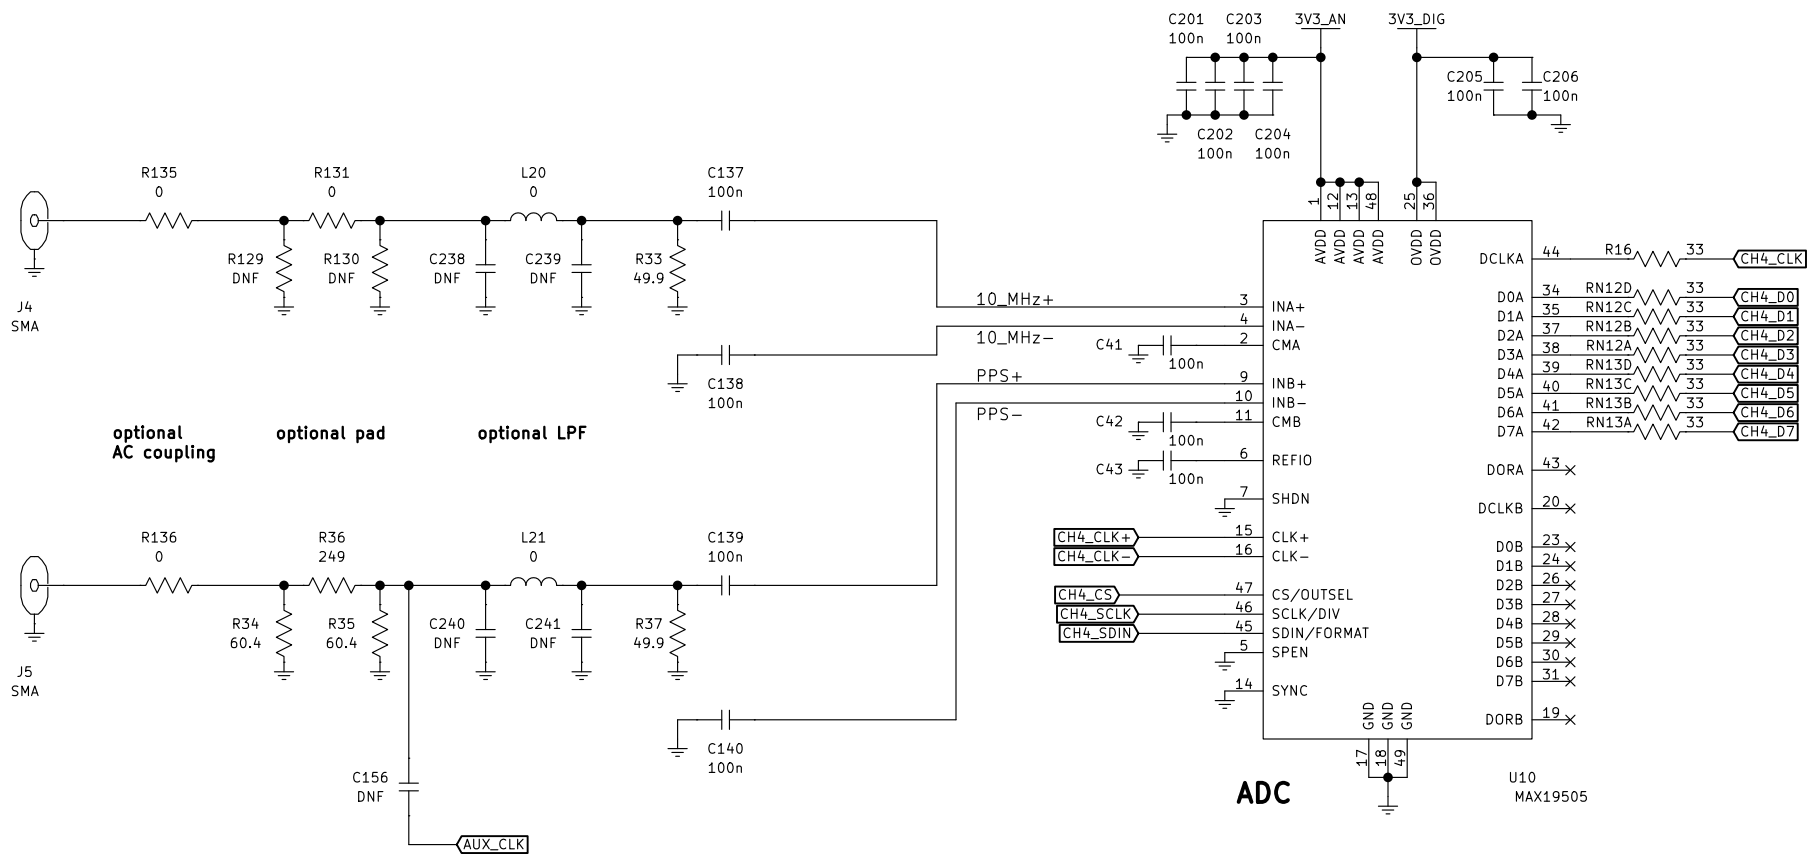 C201 C203 3V3_AN 3V3_DIG
100n 100n
C205 C206
100n 100n
C202 C204
100n 100n
R135 R131 L20 C137
0 0 0 100n
1 12 13 48 25 36
AVDD AVDD AVDD AVDD OVDD OVDD
R129 R130 C238 C239 R33
DNF DNF DNF DNF 49.9
J4
SMA
DCLKA 44 R16 33 CH4_CLK
D0A 34 RN12D 33 CH4_D0
10_MHz+ 3 INA+
D1A 35 RN12C 33 CH4_D1
10_MHz- 4 INA-
D2A 37 RN12B 33 CH4_D2
C41 100n 2 CMA
D3A 38 RN12A 33 CH4_D3
C138
100n
D4A 39 RN13D 33 CH4_D4
PPS+ 9 INB+
D5A 40 RN13C 33 CH4_D5
PPS- 10 INB-
D6A 41 RN13B 33 CH4_D6
C42 100n 11 CMB
D7A 42 RN13A 33 CH4_D7
optional
AC coupling
optional pad
optional LPF
C43 100n 6 REFIO
DORA 43
7 SHDN
DCLKB 20
R136 R36 L21 C139
0 249 0 100n
CH4_CLK+ 15 CLK+
CH4_CLK- 16 CLK-
D0B 23
D1B 24
D2B 26
CH4_CS 47 CS/OUTSEL
D3B 27
CH4_SCLK 46 SCLK/DIV
D4B 28
CH4_SDIN 45 SDIN/FORMAT
D5B 29
5 SPEN
D6B 30
D7B 31
14 SYNC
DORB 19
R34 R35 C240 C241 R37
60.4 60.4 DNF DNF 49.9
J5
SMA
C140
100n
GND GND GND
17 18 49
C156
DNF
AUX_CLK
ADC
U10
MAX19505